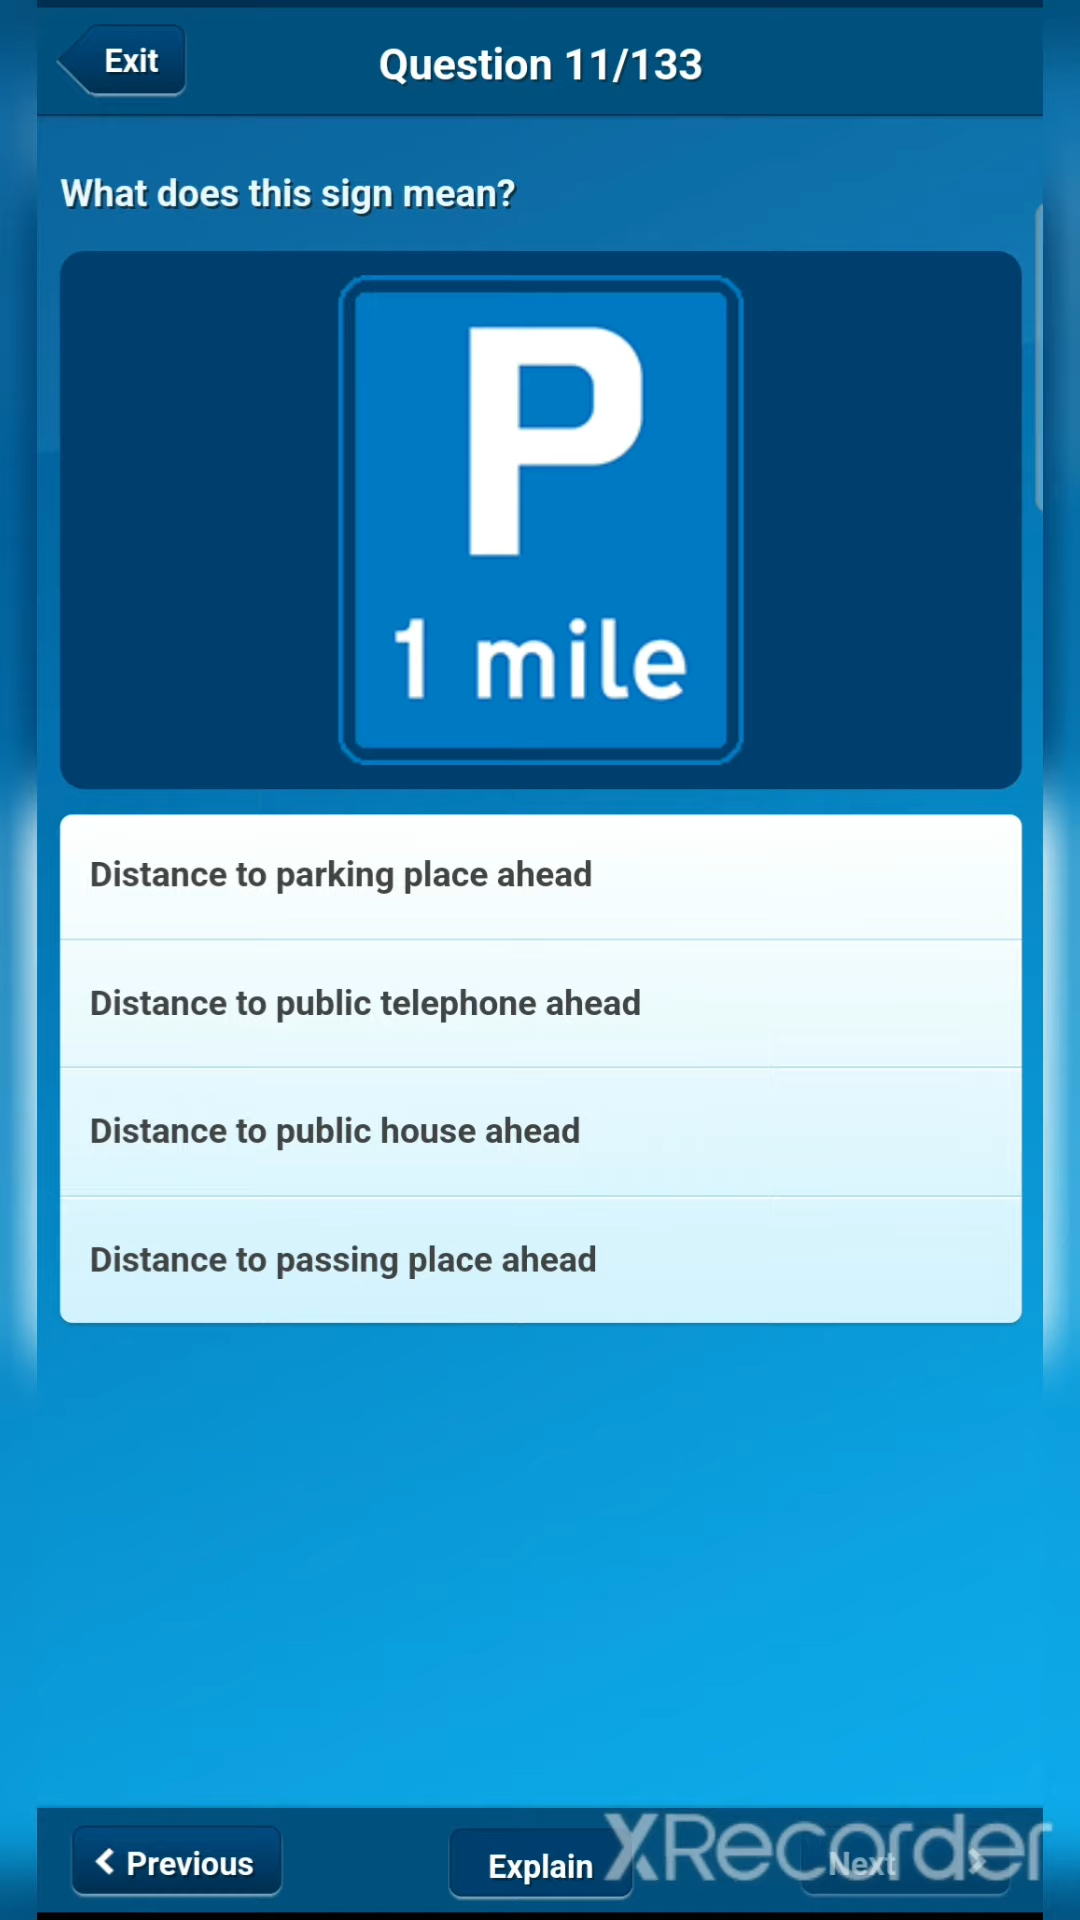 Exit
Question 11/133
What does this sign mean?
P
1 mile
Distance to parking place ahead
Distance to public telephone ahead
Distance to public house ahead
Distance to passing place ahead
Previous
Explain
Next
XRecorder